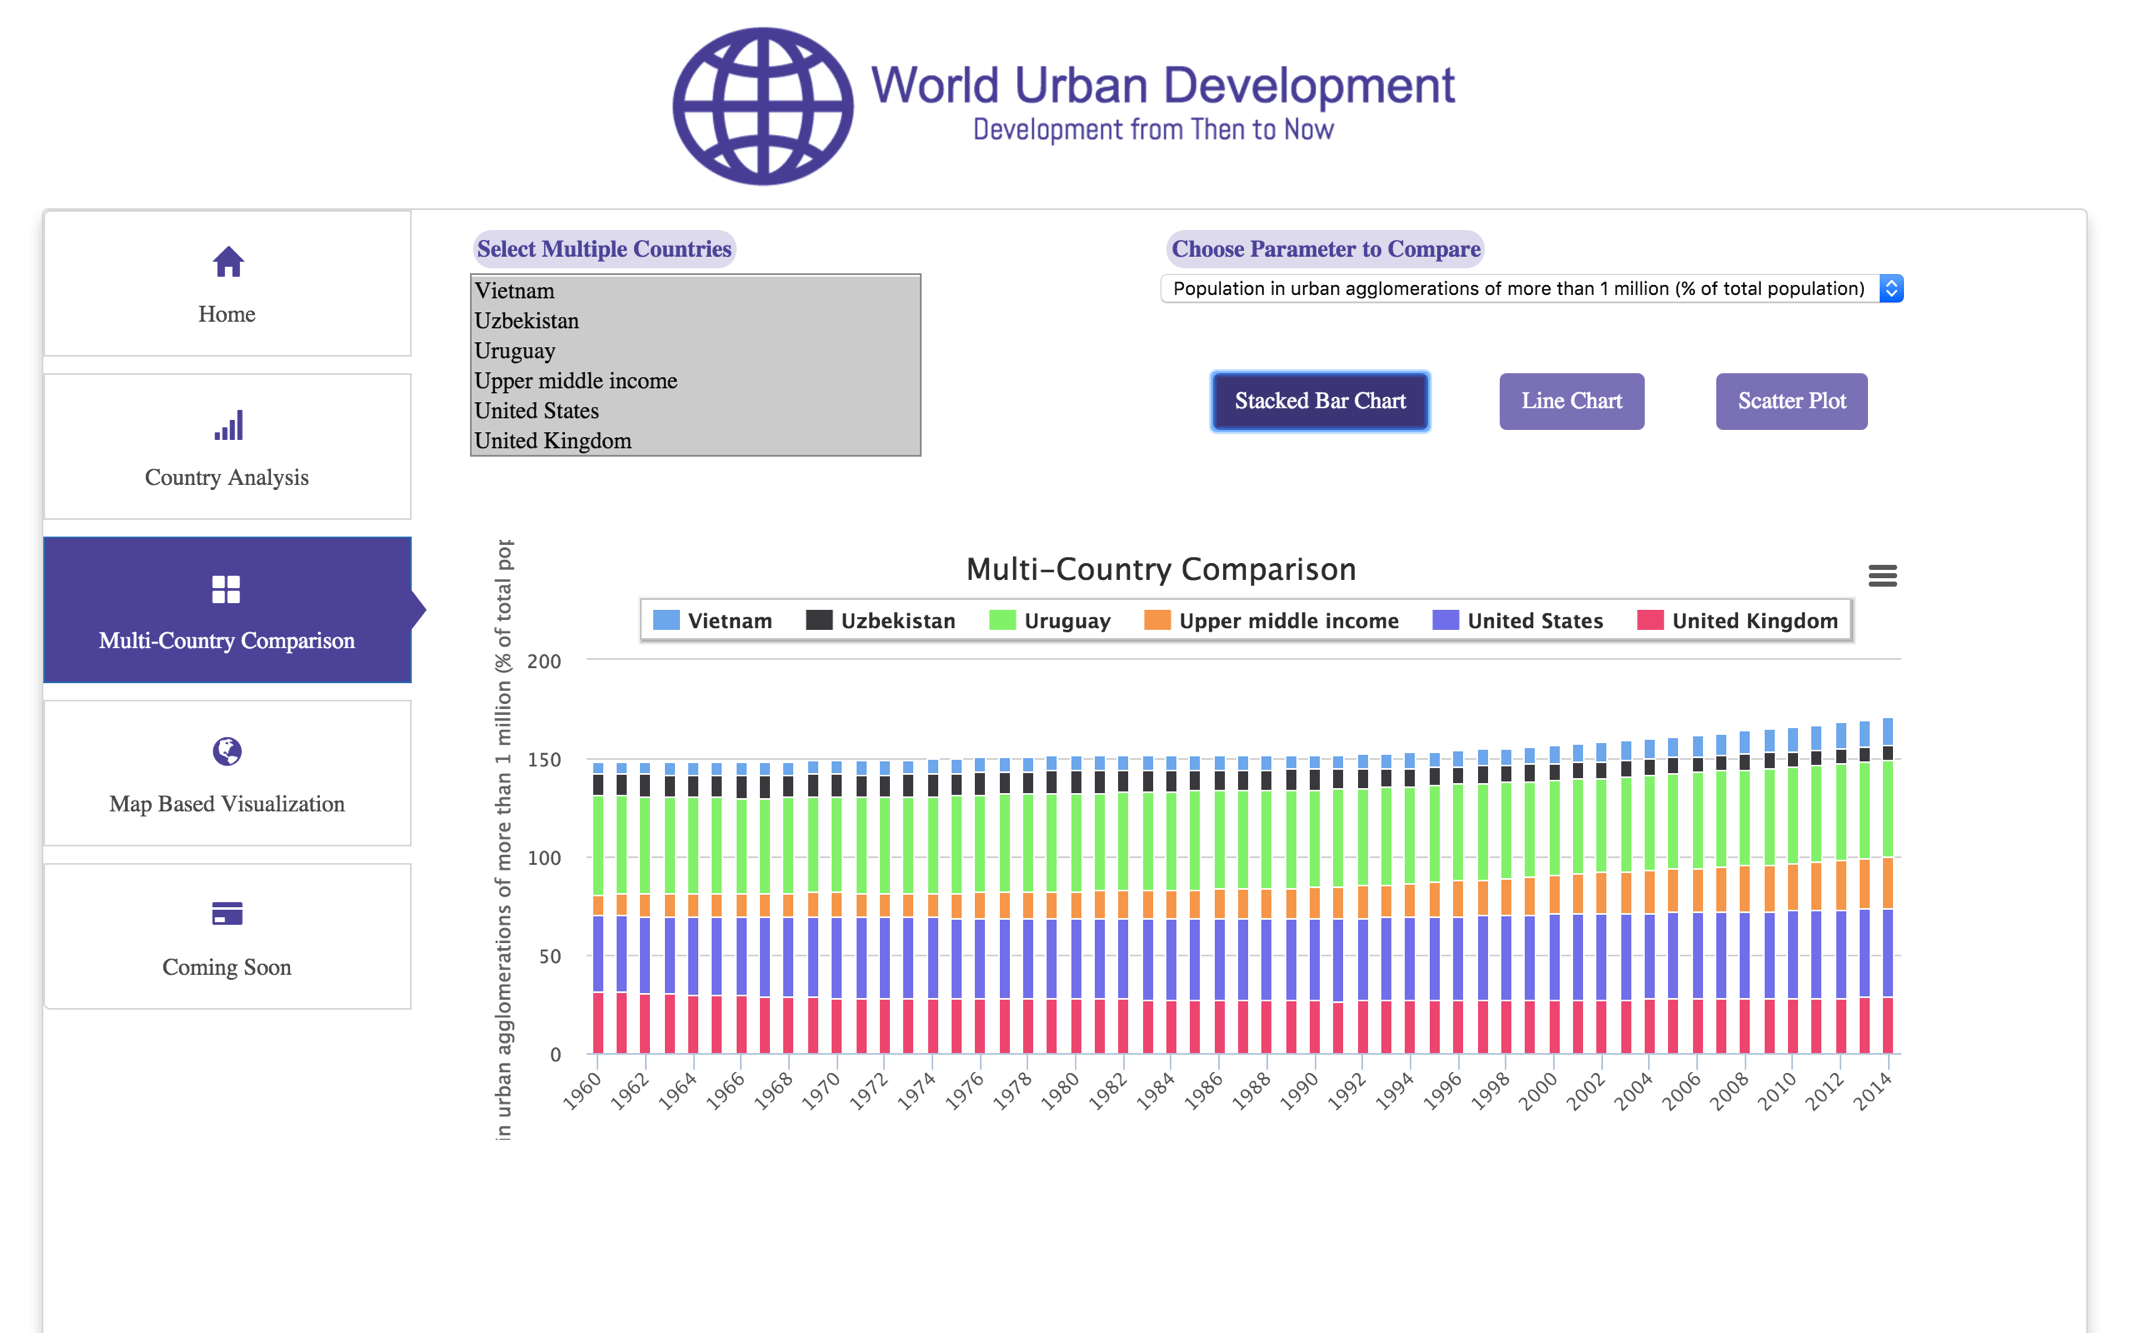 World Urban Development
Development from Then to Now
Home
Country Analysis
Multi-Country Comparison
Map Based Visualization
Coming Soon
Select Multiple Countries
Vietnam
Uzbekistan
Uruguay
Upper middle income
United States
United Kingdom
Choose Parameter to Compare
Population in urban agglomerations of more than 1 million (% of total population)
Stacked Bar Chart Line Chart Scatter Plot
Multi-Country Comparison
Vietnam Uzbekistan Uruguay Upper middle income United States United Kingdom
in urban agglomerations of more than 1 million (% of total pop
200
150
100
50
0
1960 1962 1964 1966 1968 1970 1972 1974 1976 1978 1980 1982 1984 1986 1988 1990 1992 1994 1996 1998 2000 2002 2004 2006 2008 2010 2012 2014